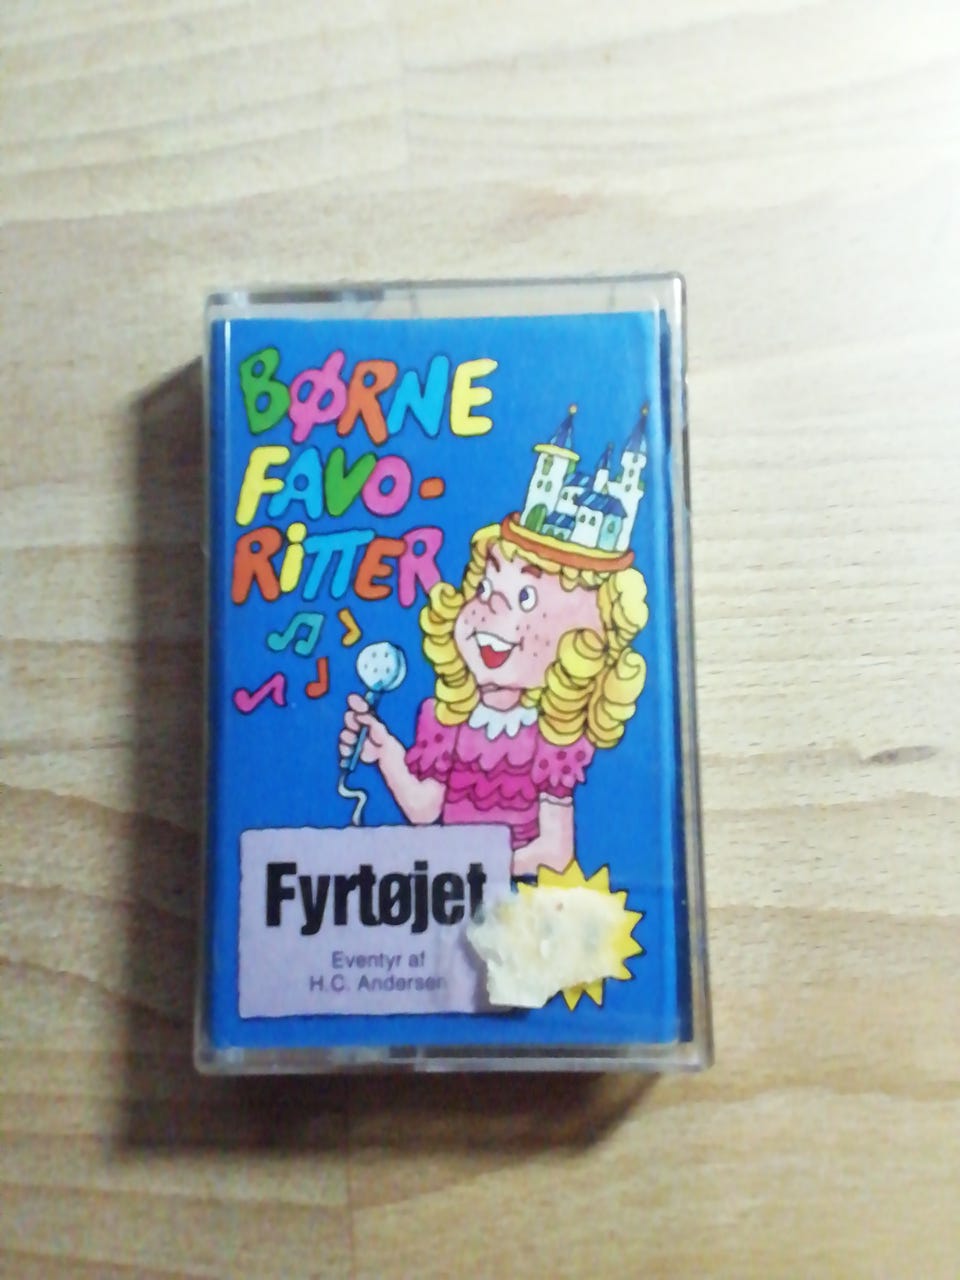 BØRNE
FAVO-
RITTER
Fyrtøjet
Eventyr af
H.C. Andersen